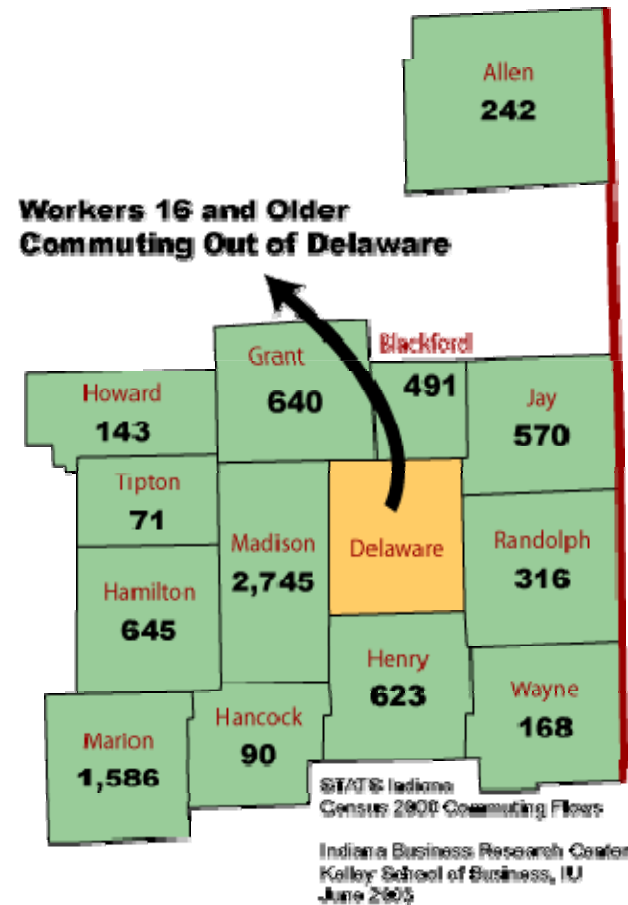 Allen
242
Workers 16 and Older
Commuting Out of Delaware
Grant
640
Blackford
491
Howard
143
Jay
570
Tipton
71
Madison
2,745
Delaware
Randolph
316
Hamilton
645
Henry
623
Wayne
168
Hancock
90
Marion
1,586
STATS Indiana
Census 2000 Commuting Flows
Indiana Business Research Center
Kelley School of Business, IU
June